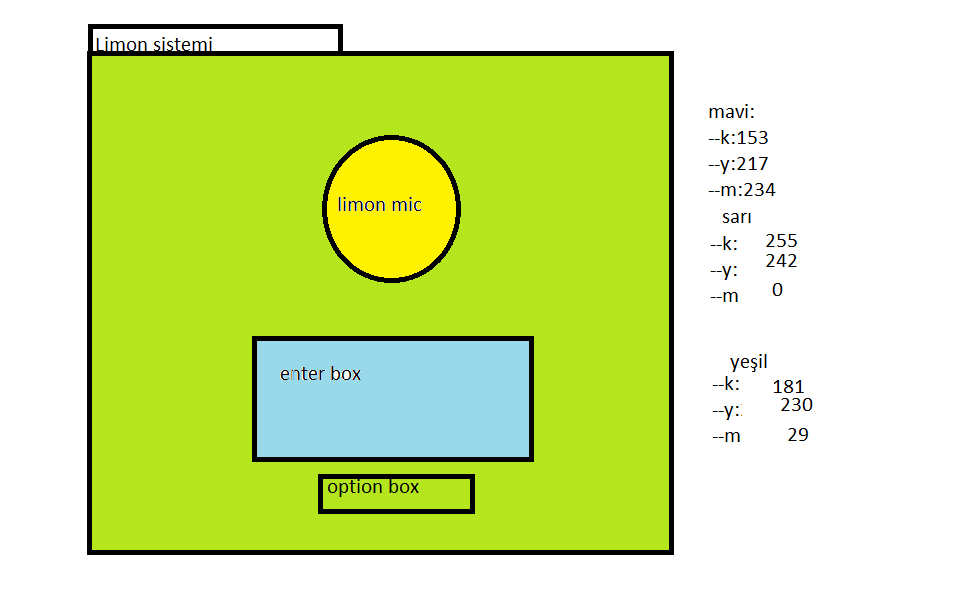 Limon sistemi
limon mic
enter box
option box
mavi:
--k:153
--y:217
--m:234
sarı
--k: 255
--y: 242
--m 0
yeşil
--k: 181
--y: 230
--m 29